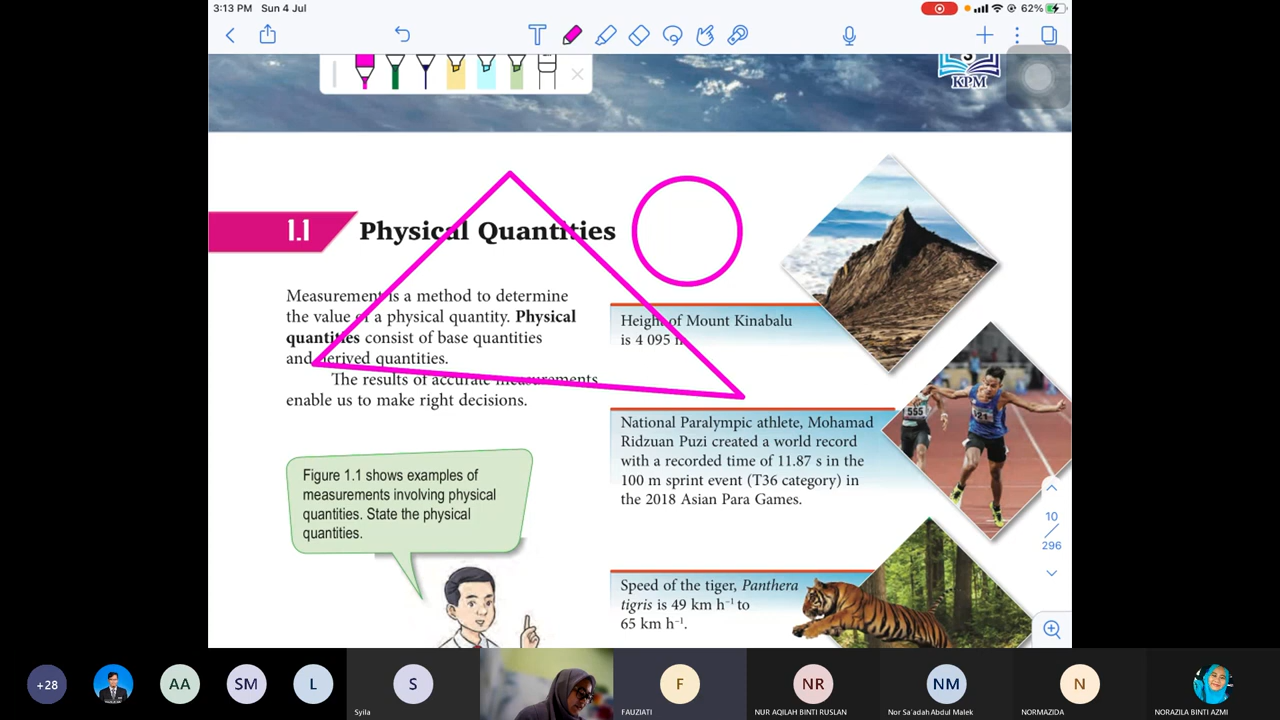 3:13 PM Sun 4 Jul
62%
KPM
1.1 Physical Quantities
Measurement is a method to determine
the value of a physical quantity. Physical
quantities consist of base quantities
and derived quantities.
The results of accurate measurements
enable us to make right decisions.
Height of Mount Kinabalu
is 4 095 m.
National Paralympic athlete, Mohamad
Ridzuan Puzi created a world record
with a recorded time of 11.87 s in the
100 m sprint event (T36 category) in
the 2018 Asian Para Games.
555
Figure 1.1 shows examples of
measurements involving physical
quantities. State the physical
quantities.
Speed of the tiger, Panthera
tigris is 49 km h⁻¹ to
65 km h⁻¹.
10
296
+28
AA
SM
L
S
Syila
F
FAUZIATI
NR
NUR AQILAH BINTI RUSLAN
NM
Nor Sa'adah Abdul Malek
N
NORMAZIDA
NORAZILA BINTI AZMI